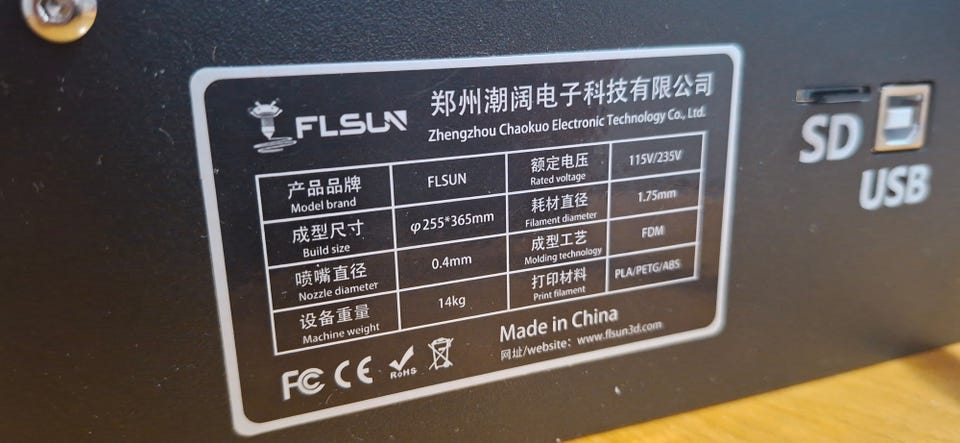 FLSUN
郑州潮阔电子科技有限公司
Zhengzhou Chaokuo Electronic Technology Co., Ltd.
产品品牌 FLSUN 额定电压 115V/235V
Model brand Rated voltage
成型尺寸 φ255*365mm 耗材直径 1.75mm
Build size Filament diameter
喷嘴直径 0.4mm 成型工艺 FDM
Nozzle diameter Molding technology
设备重量 14kg 打印材料 PLA/PETG/ABS
Machine weight Print filament
Made in China
网址/website: www.flsun3d.com
FC CE RoHS
SD
USB